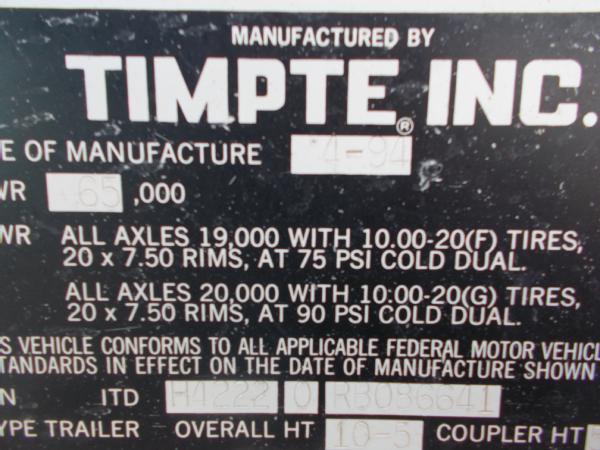 MANUFACTURED BY
TIMPTE® INC.
E OF MANUFACTURE 4-94
WR 65,000
WR ALL AXLES 19,000 WITH 10.00-20(F) TIRES,
20 x 7.50 RIMS, AT 75 PSI COLD DUAL.
ALL AXLES 20,000 WITH 10:00-20(G) TIRES,
20 x 7.50 RIMS, AT 90 PSI COLD DUAL.
S VEHICLE CONFORMS TO ALL APPLICABLE FEDERAL MOTOR VEHICL
TANDARDS IN EFFECT ON THE DATE OF MANUFACTURE SHOWN
N 1TD H4222 0 RB086641
YPE TRAILER OVERALL HT 10-5 COUPLER HT